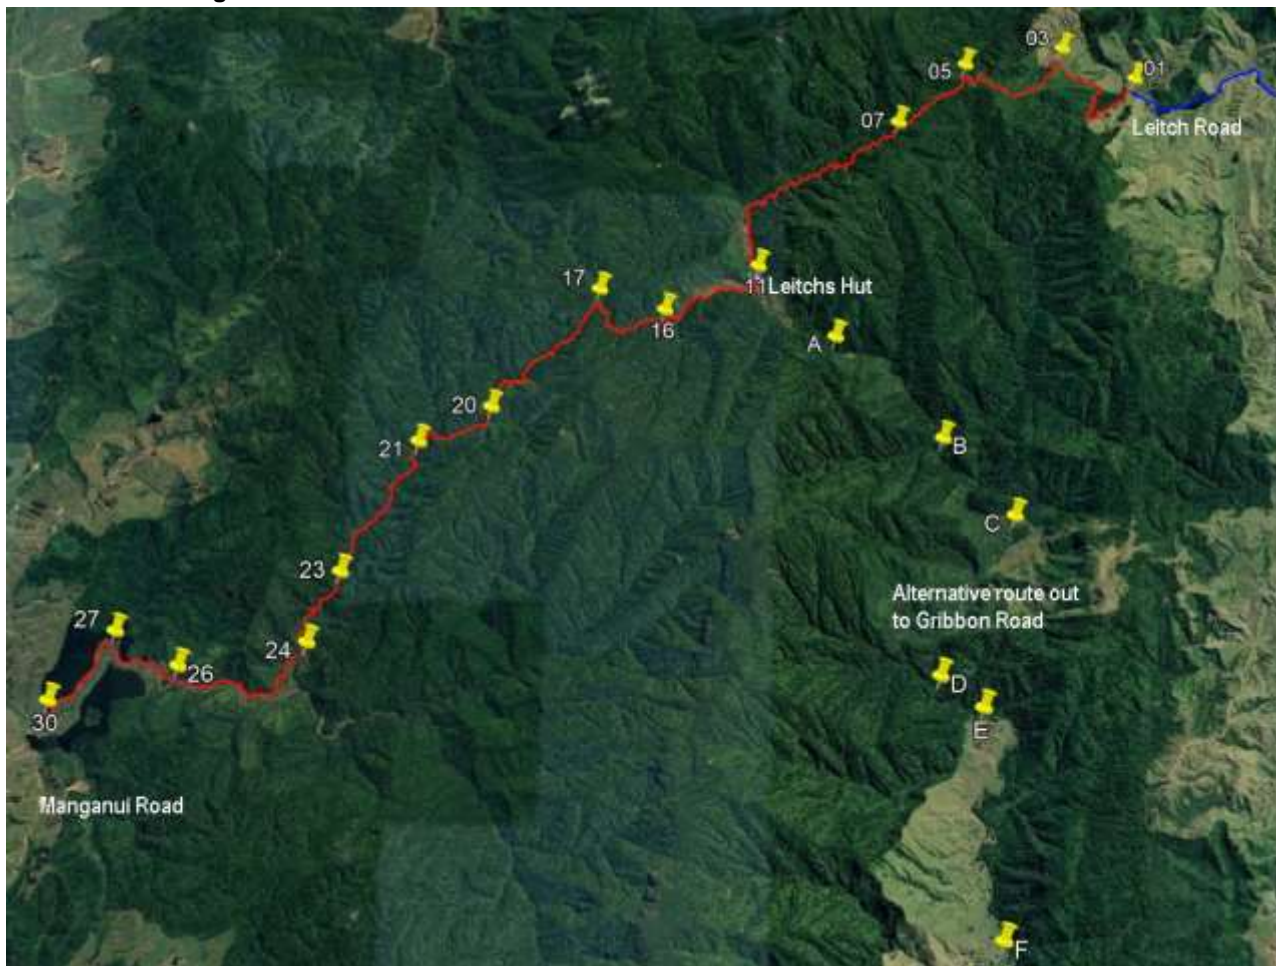 03
01
05
Leitch Road
07
17
11 Leitchs Hut
16
A
20
21
B
C
23
Alternative route out
to Gribbon Road
27
24
26
D
30
E
Manganui Road
F